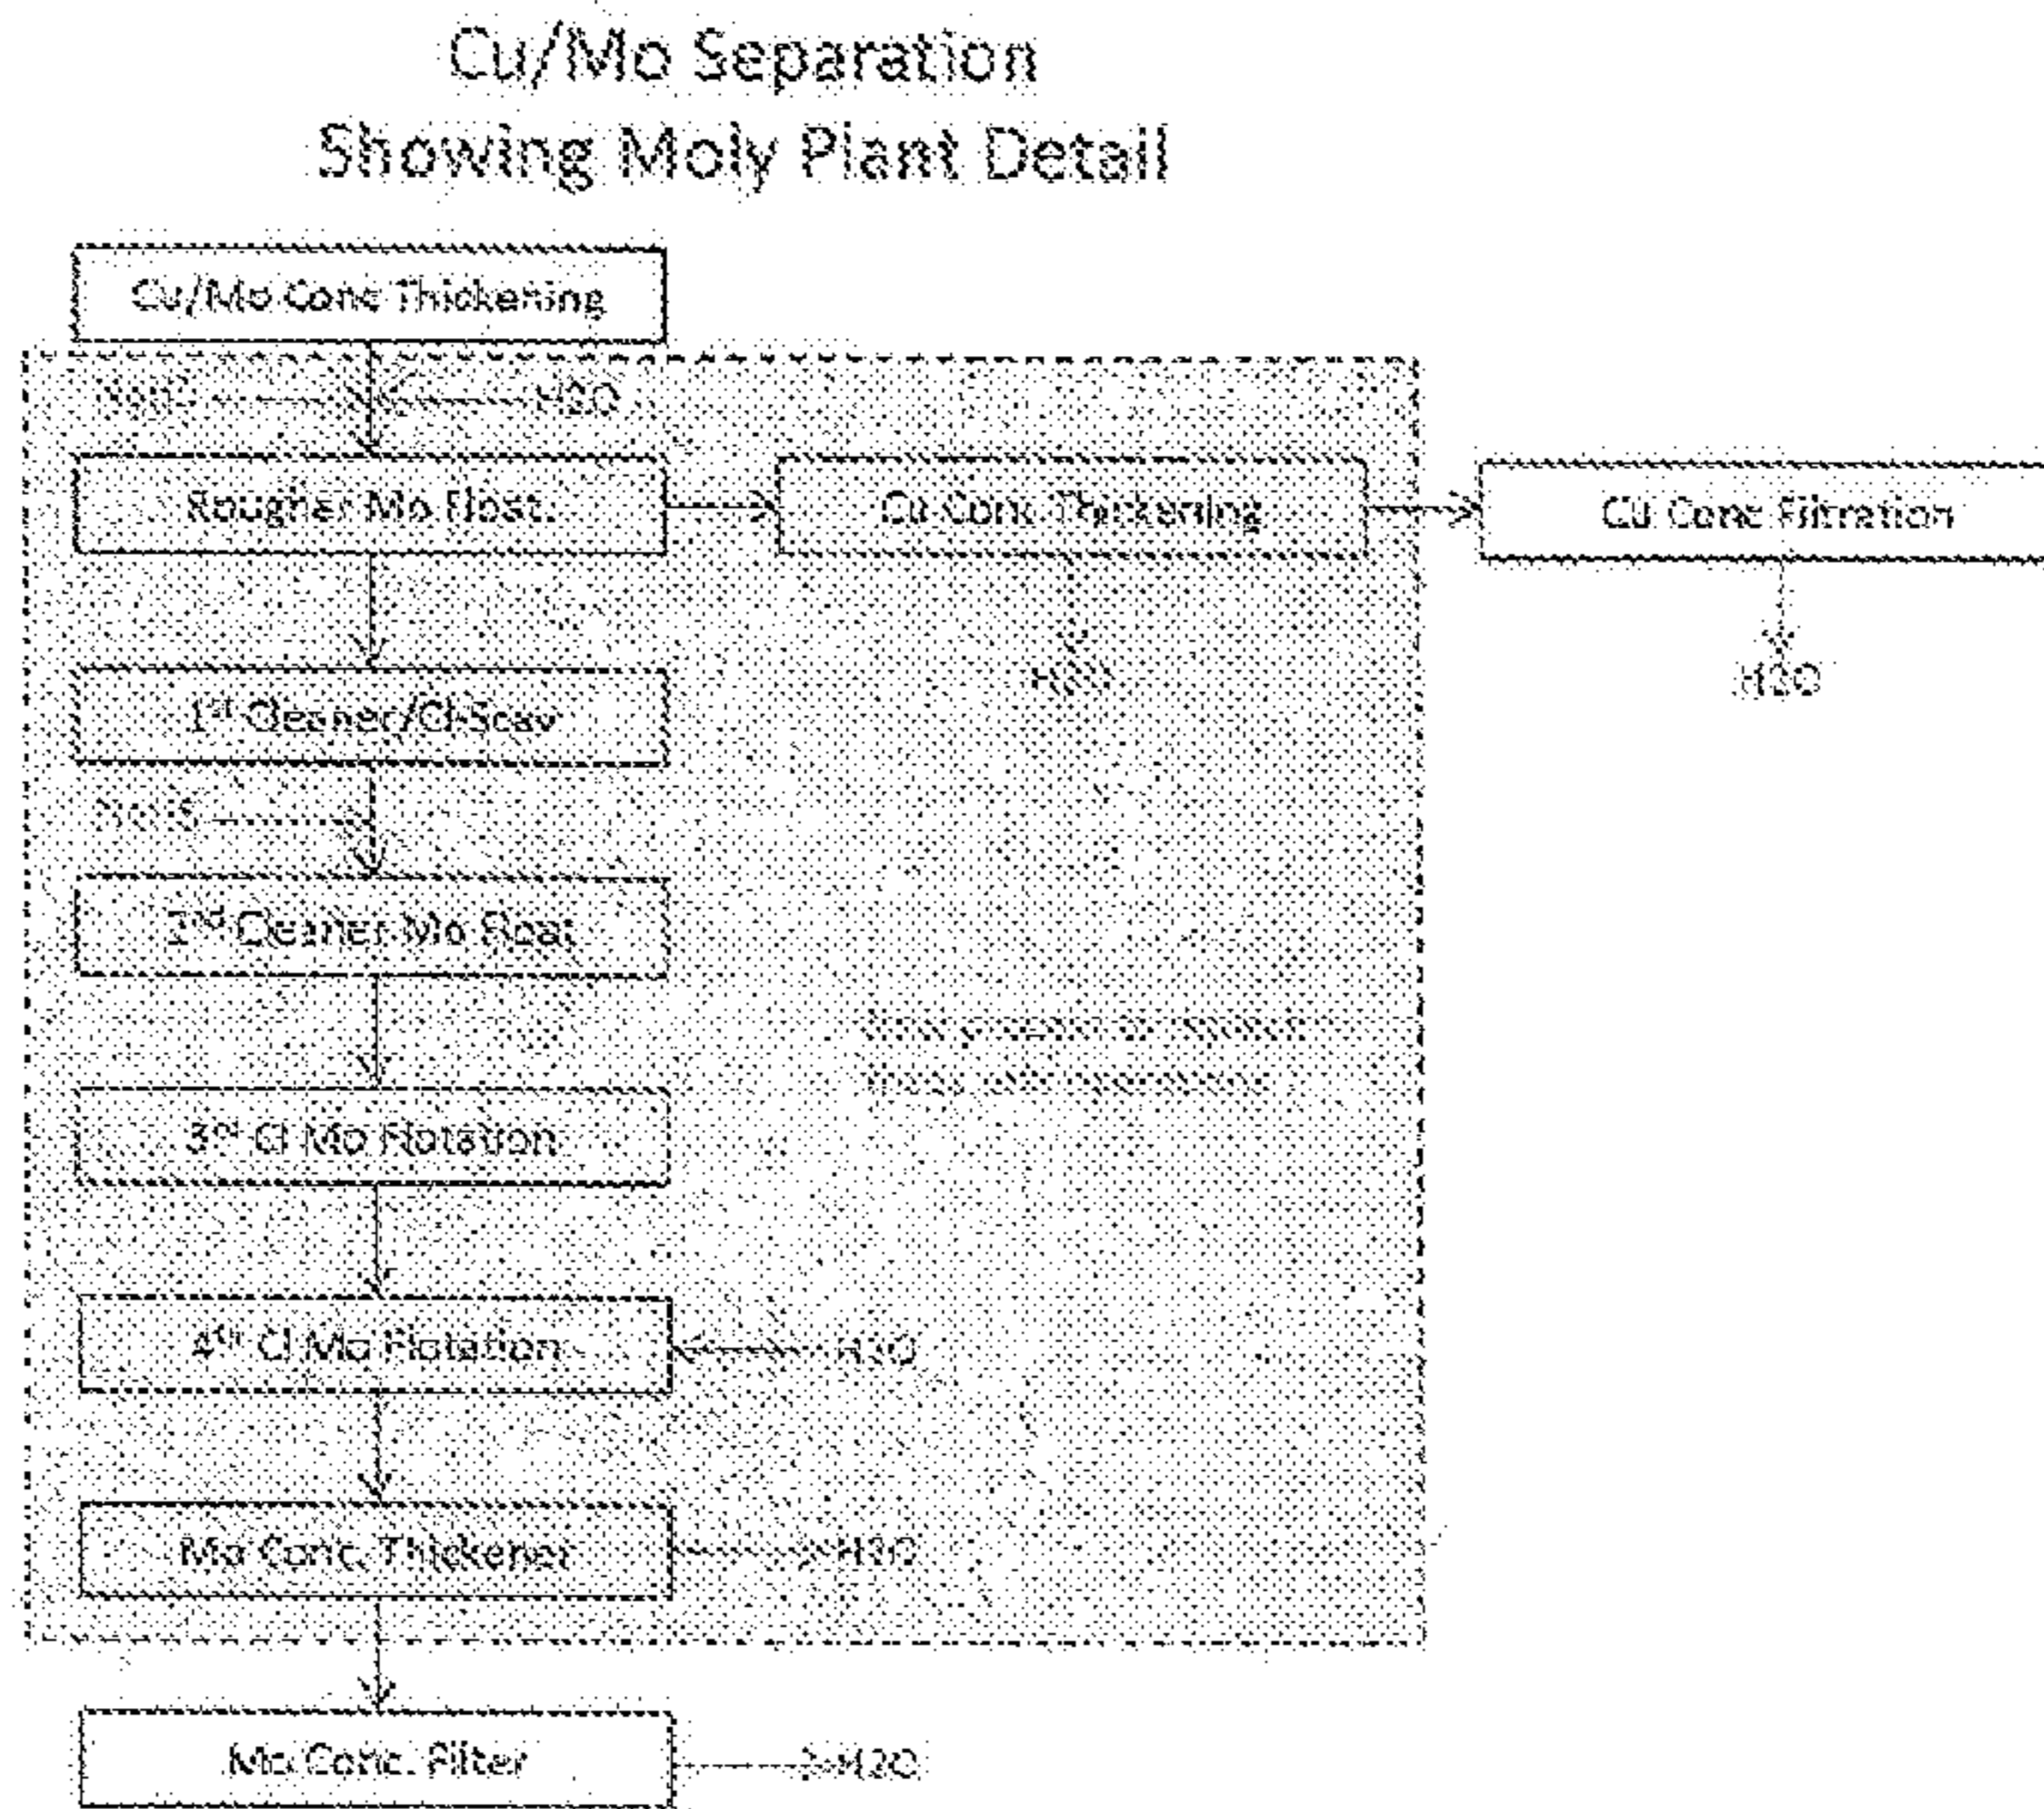 Cu/Mo Separation
Showing Moly Plant Detail
Cu/Mo Conc Thickening
H2O
Rougher Mo Float.
Cu Conc Thickening
Cu Conc Filtration
H2O
H2O
1st Cleaner/Cl-Scav
2nd Cleaner Mo Float
3rd Cl Mo Flotation
4th Cl Mo Flotation
H2O
Mo Conc. Thickener
H2O
Mo Conc. Filter
H2O